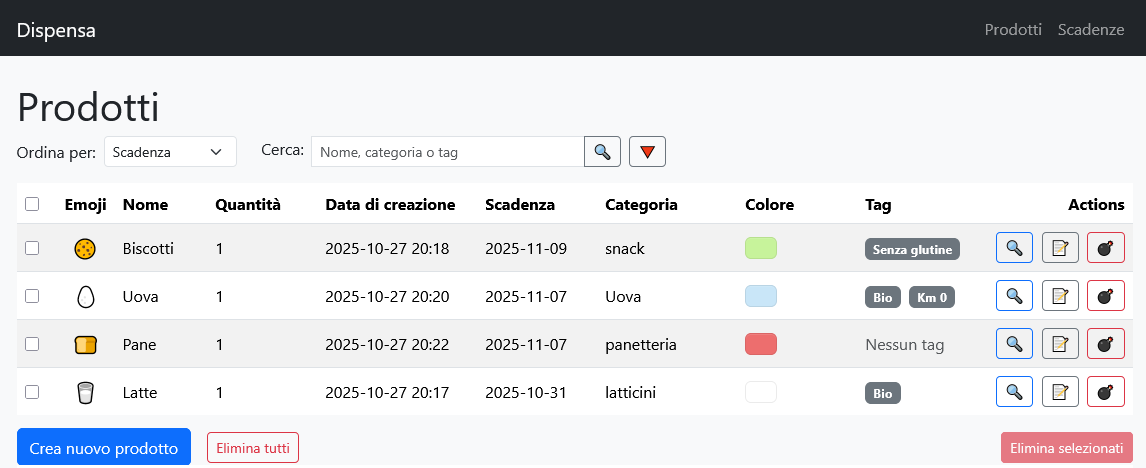 Dispensa Prodotti Scadenze
Prodotti
Ordina per: Scadenza Cerca: Nome, categoria o tag
Emoji Nome Quantità Data di creazione Scadenza Categoria Colore Tag Actions
Biscotti 1 2025-10-27 20:18 2025-11-09 snack Senza glutine
Uova 1 2025-10-27 20:20 2025-11-07 Uova Bio Km 0
Pane 1 2025-10-27 20:22 2025-11-07 panetteria Nessun tag
Latte 1 2025-10-27 20:17 2025-10-31 latticini Bio
Crea nuovo prodotto Elimina tutti Elimina selezionati